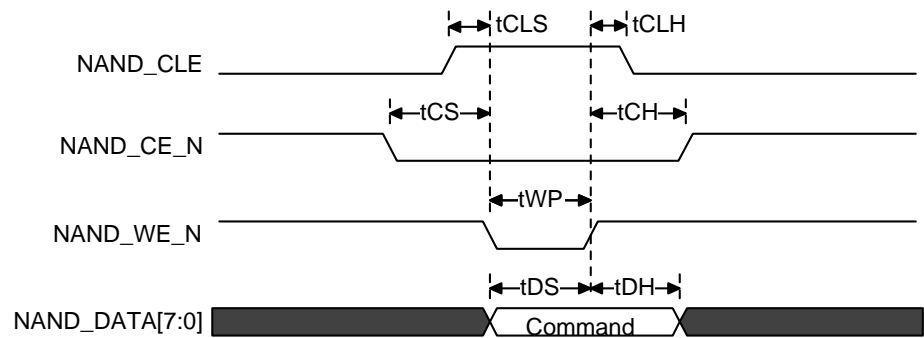 tCLS tCLH
NAND_CLE
tCS tCH
NAND_CE_N
tWP
NAND_WE_N
tDS tDH
NAND_DATA[7:0] Command